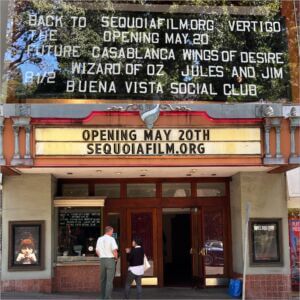 BACK TO SEQUOIAFILM.ORG VERTIGO
THE OPENING MAY 20
FUTURE CASABLANCA WINGS OF DESIRE
WIZARD OF OZ JULES AND JIM
8 1/2 BUENA VISTA SOCIAL CLUB
OPENING MAY 20TH
SEQUOIAFILM.ORG